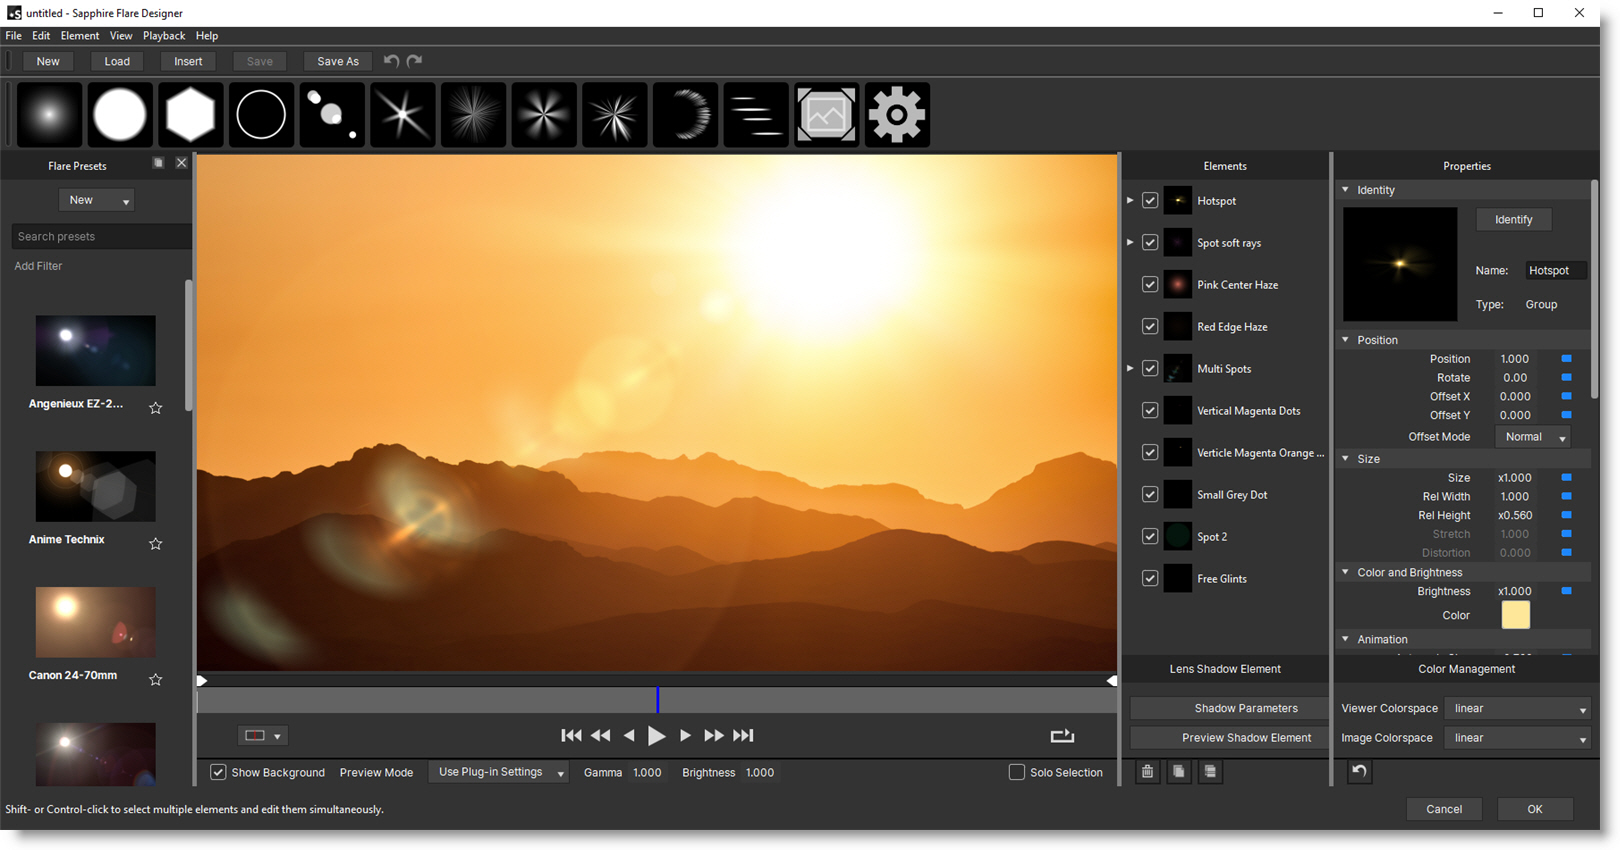 untitled - Sapphire Flare Designer
File Edit Element View Playback Help
New Load Insert Save Save As
Flare Presets
New
Search presets
Add Filter
Angenieux EZ-2...
Anime Technix
Canon 24-70mm
Elements
Hotspot
Spot soft rays
Pink Center Haze
Red Edge Haze
Multi Spots
Vertical Magenta Dots
Verticle Magenta Orange ...
Small Grey Dot
Spot 2
Free Glints
Lens Shadow Element
Shadow Parameters
Preview Shadow Element
Properties
Identity
Identify
Name: Hotspot
Type: Group
Position
Position 1.000
Rotate 0.00
Offset X 0.000
Offset Y 0.000
Offset Mode Normal
Size
Size x1.000
Rel Width 1.000
Rel Height x0.560
Stretch 1.000
Distortion 0.000
Color and Brightness
Brightness x1.000
Color
Animation
Color Management
Viewer Colorspace linear
Image Colorspace linear
Show Background Preview Mode Use Plug-in Settings Gamma 1.000 Brightness 1.000 Solo Selection
Shift- or Control-click to select multiple elements and edit them simultaneously.
Cancel OK